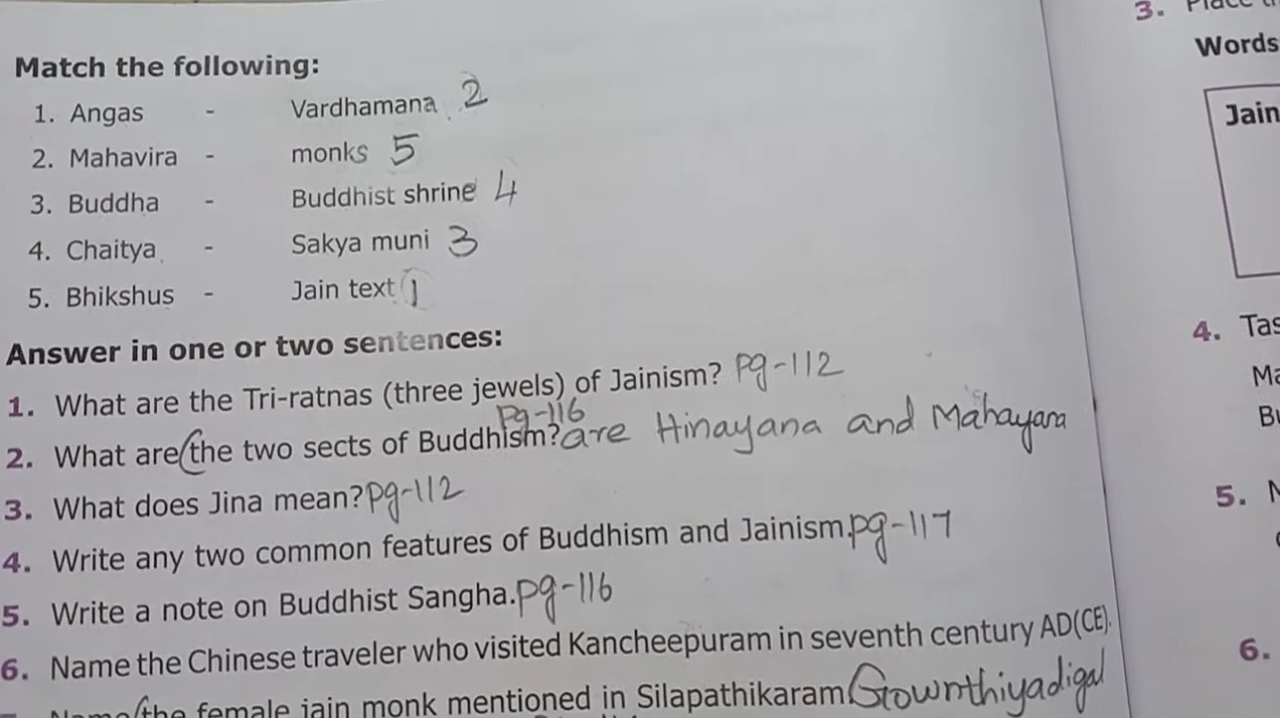 Match the following:
1. Angas - Vardhamana 2
2. Mahavira - monks 5
3. Buddha - Buddhist shrine 4
4. Chaitya - Sakya muni 3
5. Bhikshus - Jain text 1
Answer in one or two sentences:
1. What are the Tri-ratnas (three jewels) of Jainism? pg-112
pg-116
2. What are (the two sects of Buddhism? are Hinayana and Mahayana
3. What does Jina mean? pg-112
4. Write any two common features of Buddhism and Jainism. pg-117
5. Write a note on Buddhist Sangha. pg-116
6. Name the Chinese traveler who visited Kancheepuram in seventh century AD(CE).
Name (the female jain monk mentioned in Silapathikaram Gownthiyadigal
3. Place
Words
Jain
4.
5.
6.